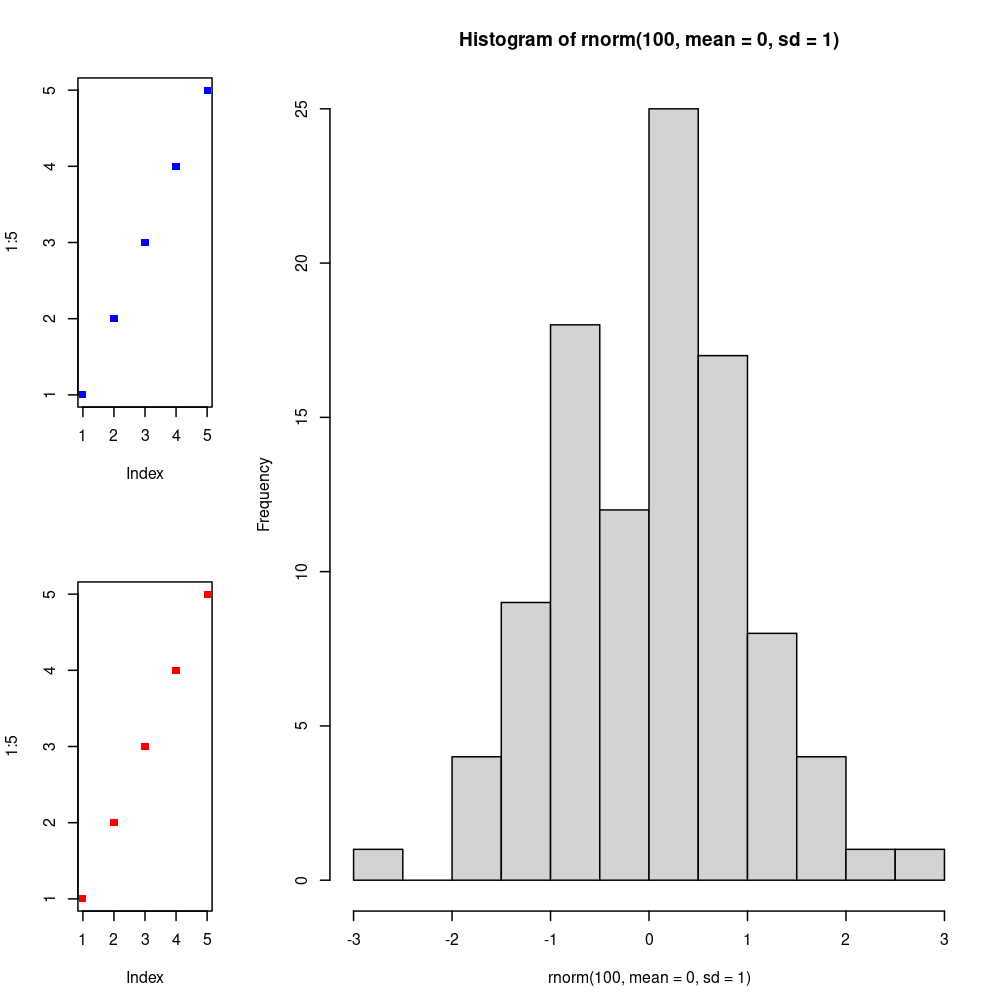 Histogram of rnorm(100, mean = 0, sd = 1)
5
4
3
2
1
1:5
1 2 3 4 5
Index
5
4
3
2
1
1:5
1 2 3 4 5
Index
25
20
15
10
5
0
Frequency
-3 -2 -1 0 1 2 3
rnorm(100, mean = 0, sd = 1)